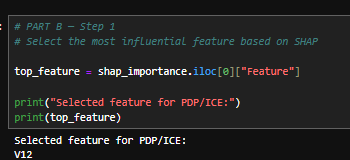 # PART B — Step 1
# Select the most influential feature based on SHAP
top_feature = shap_importance.iloc[0]["Feature"]
print("Selected feature for PDP/ICE:")
print(top_feature)
Selected feature for PDP/ICE:
V12